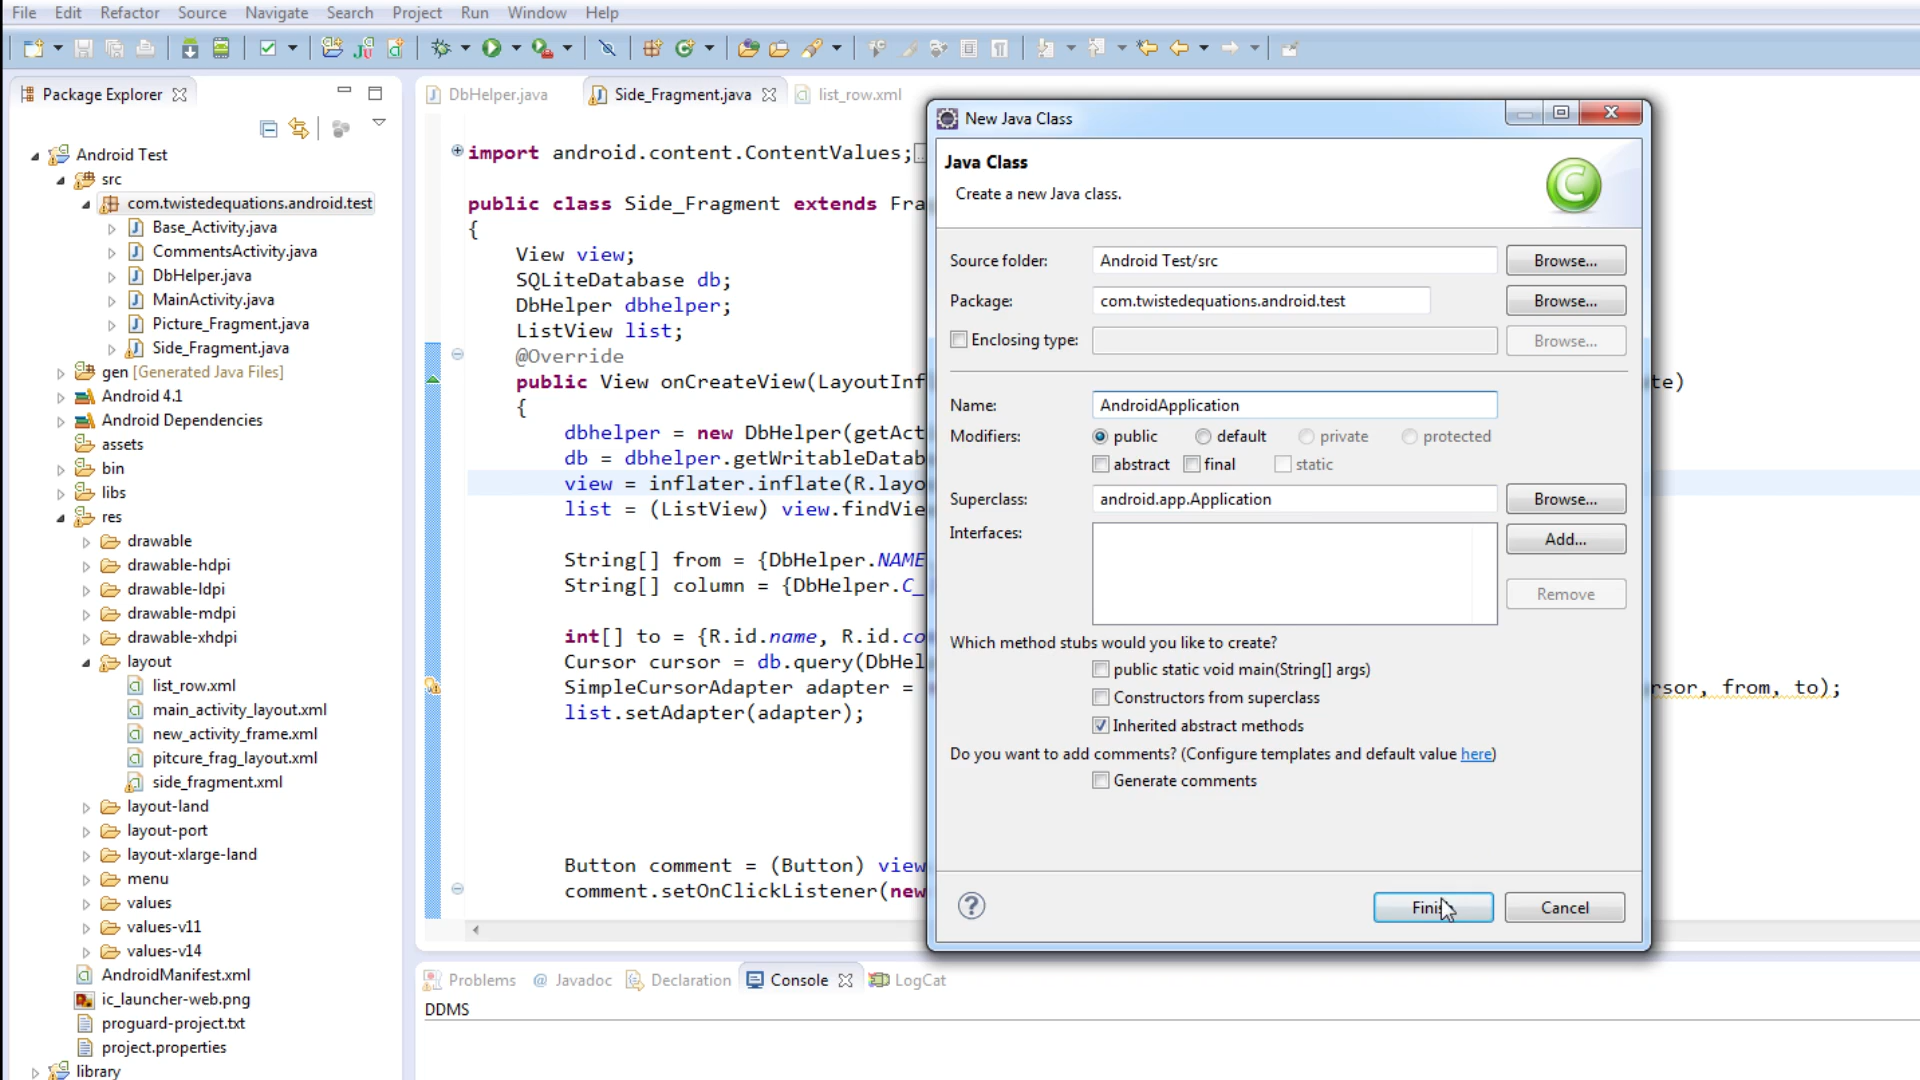 File Edit Refactor Source Navigate Search Project Run Window Help
Package Explorer
Android Test
src
com.twistedequations.android.test
Base_Activity.java
CommentsActivity.java
DbHelper.java
MainActivity.java
Picture_Fragment.java
Side_Fragment.java
gen [Generated Java Files]
Android 4.1
Android Dependencies
assets
bin
libs
res
drawable
drawable-hdpi
drawable-ldpi
drawable-mdpi
drawable-xhdpi
layout
list_row.xml
main_activity_layout.xml
new_activity_frame.xml
pitcure_frag_layout.xml
side_fragment.xml
layout-land
layout-port
layout-xlarge-land
menu
values
values-v11
values-v14
AndroidManifest.xml
ic_launcher-web.png
proguard-project.txt
project.properties
library
DbHelper.java Side_Fragment.java list_row.xml
import android.content.ContentValues;
public class Side_Fragment extends Fra
{
View view;
SQLiteDatabase db;
DbHelper dbhelper;
ListView list;
@Override
public View onCreateView(LayoutInf te)
{
dbhelper = new DbHelper(getAct
db = dbhelper.getWritableDatab
view = inflater.inflate(R.layo
list = (ListView) view.findVie
String[] from = {DbHelper.NAME
String[] column = {DbHelper.C_
int[] to = {R.id.name, R.id.co
Cursor cursor = db.query(DbHel
SimpleCursorAdapter adapter = rsor, from, to);
list.setAdapter(adapter);
Button comment = (Button) view
comment.setOnClickListener(new
New Java Class
Java Class
Create a new Java class.
Source folder: Android Test/src Browse...
Package: com.twistedequations.android.test Browse...
Enclosing type: Browse...
Name: AndroidApplication
Modifiers: public default private protected
abstract final static
Superclass: android.app.Application Browse...
Interfaces: Add...
Remove
Which method stubs would you like to create?
public static void main(String[] args)
Constructors from superclass
Inherited abstract methods
Do you want to add comments? (Configure templates and default value here)
Generate comments
Finish Cancel
Problems Javadoc Declaration Console LogCat
DDMS